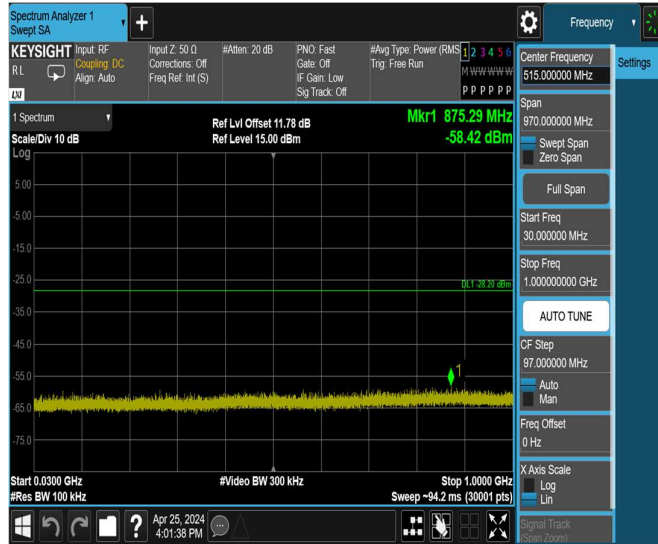 Spectrum Analyzer 1
Swept SA
+
Frequency
KEYSIGHT
R L
LXI
Input: RF
Coupling: DC
Align: Auto
Input Z: 50 Ω
Corrections: Off
Freq Ref: Int (S)
#Atten: 20 dB
PNO: Fast
Gate: Off
IF Gain: Low
Sig Track: Off
#Avg Type: Power (RMS
Trig: Free Run
1 2 3 4 5 6
M W W W W W
P P P P P P
1 Spectrum
Scale/Div 10 dB
Ref Lvl Offset 11.78 dB
Ref Level 15.00 dBm
Mkr1 875.29 MHz
-58.42 dBm
Log
5.00
-5.00
-15.0
-25.0
-35.0
-45.0
-55.0
-65.0
-75.0
DL1 -28.20 dBm
1
Start 0.0300 GHz
#Res BW 100 kHz
#Video BW 300 kHz
Stop 1.0000 GHz
Sweep ~94.2 ms (30001 pts)
?
Apr 25, 2024
4:01:38 PM
Center Frequency
515.000000 MHz
Settings
Span
970.000000 MHz
Swept Span
Zero Span
Full Span
Start Freq
30.000000 MHz
Stop Freq
1.000000000 GHz
AUTO TUNE
CF Step
97.000000 MHz
Auto
Man
Freq Offset
0 Hz
X Axis Scale
Log
Lin
Signal Track
(Span Zoom)